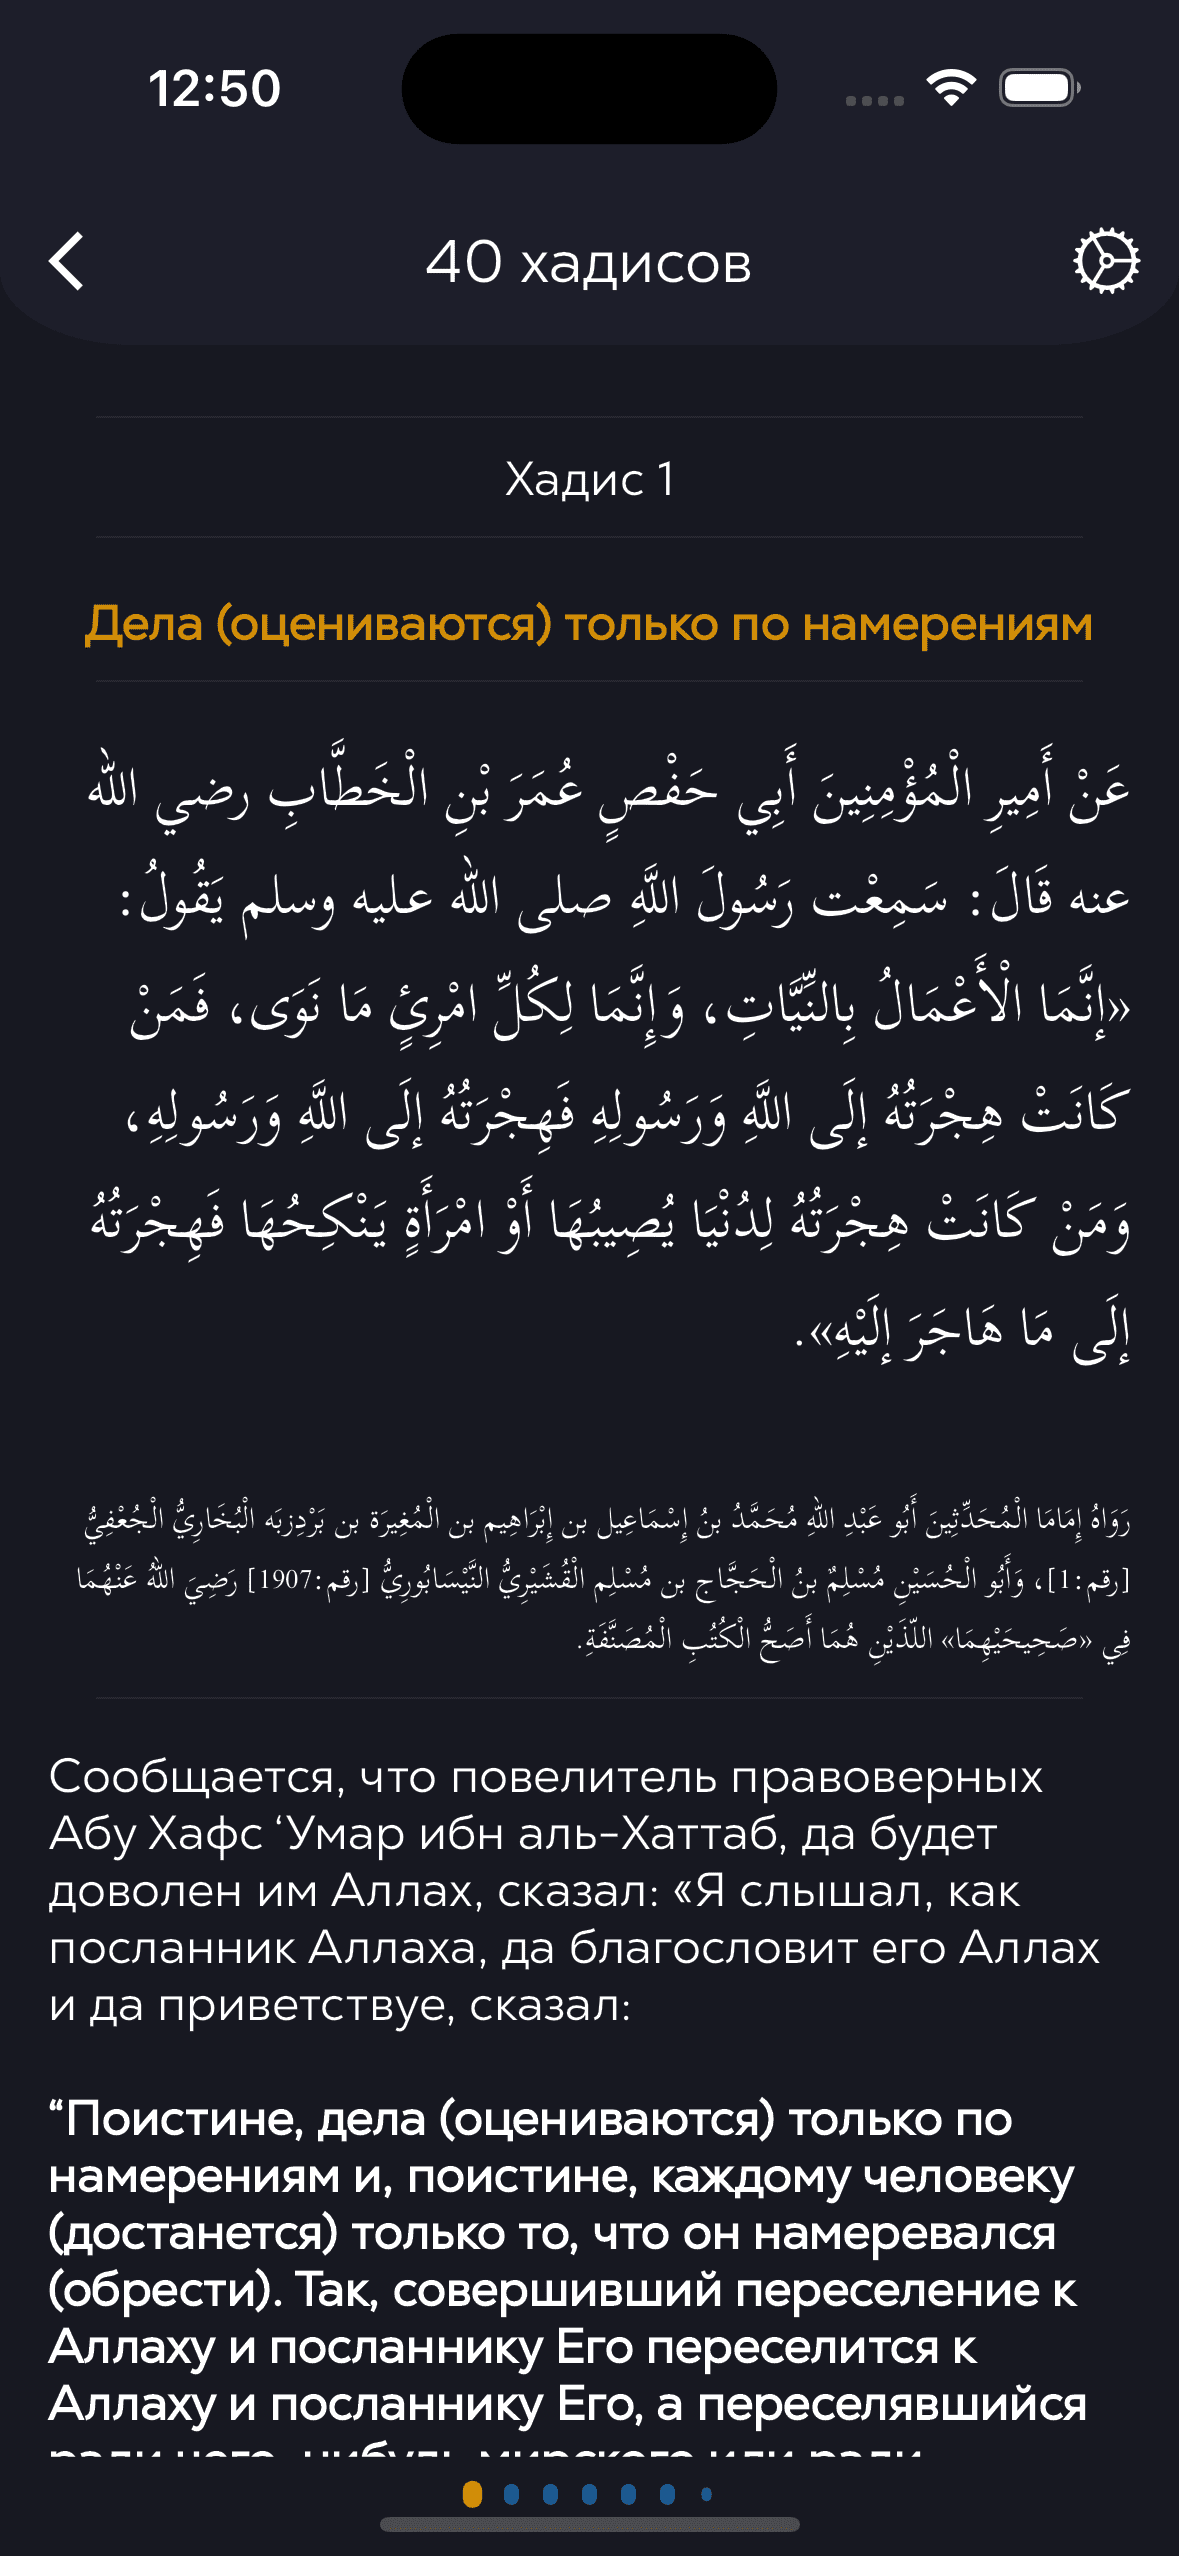 12:50
40 хадисов
Хадис 1
Дела (оцениваются) только по намерениям
عَنْ أَمِيرِ الْمُؤْمِنِينَ أَبِي حَفْصٍ عُمَرَ بْنِ الْخَطَّابِ رضي الله
عنه قَالَ: سَمِعْت رَسُولَ اللَّهِ صلى الله عليه وسلم يَقُولُ:
«إنَّمَا الْأَعْمَالُ بِالنِّيَّاتِ، وَإِنَّمَا لِكُلِّ امْرِئٍ مَا نَوَى، فَمَنْ
كَانَتْ هِجْرَتُهُ إلَى اللَّهِ وَرَسُولِهِ فَهِجْرَتُهُ إلَى اللَّهِ وَرَسُولِهِ،
وَمَنْ كَانَتْ هِجْرَتُهُ لِدُنْيَا يُصِيبُهَا أَوْ امْرَأَةٍ يَنْكِحُهَا فَهِجْرَتُهُ
إلَى مَا هَاجَرَ إلَيْهِ».
رَوَاهُ إِمَامَا الْمُحَدِّثِينَ أَبُو عَبْدِ اللهِ مُحَمَّدُ بنُ إِسْمَاعِيل بن إِبْرَاهِيم بن الْمُغِيرَة بن بَرْدِزبَه الْبُخَارِيُّ الْجُعْفِيُّ
[رقم:1]، وَأَبُو الْحُسَيْنِ مُسْلِمٌ بنُ الْحَجَّاج بن مُسْلِم الْقُشَيْرِيُّ النَّيْسَابُورِيُّ [رقم:1907] رَضِيَ اللهُ عَنْهُمَا
فِي «صَحِيحَيْهِمَا» اللَّذَيْنِ هُمَا أَصَحُّ الْكُتُبِ الْمُصَنَّفَةِ.
Сообщается, что повелитель правоверных
Абу Хафс ‘Умар ибн аль-Хаттаб, да будет
доволен им Аллах, сказал: «Я слышал, как
посланник Аллаха, да благословит его Аллах
и да приветствуе, сказал:
“Поистине, дела (оцениваются) только по
намерениям и, поистине, каждому человеку
(достанется) только то, что он намеревался
(обрести). Так, совершивший переселение к
Аллаху и посланнику Его переселится к
Аллаху и посланнику Его, а переселявшийся